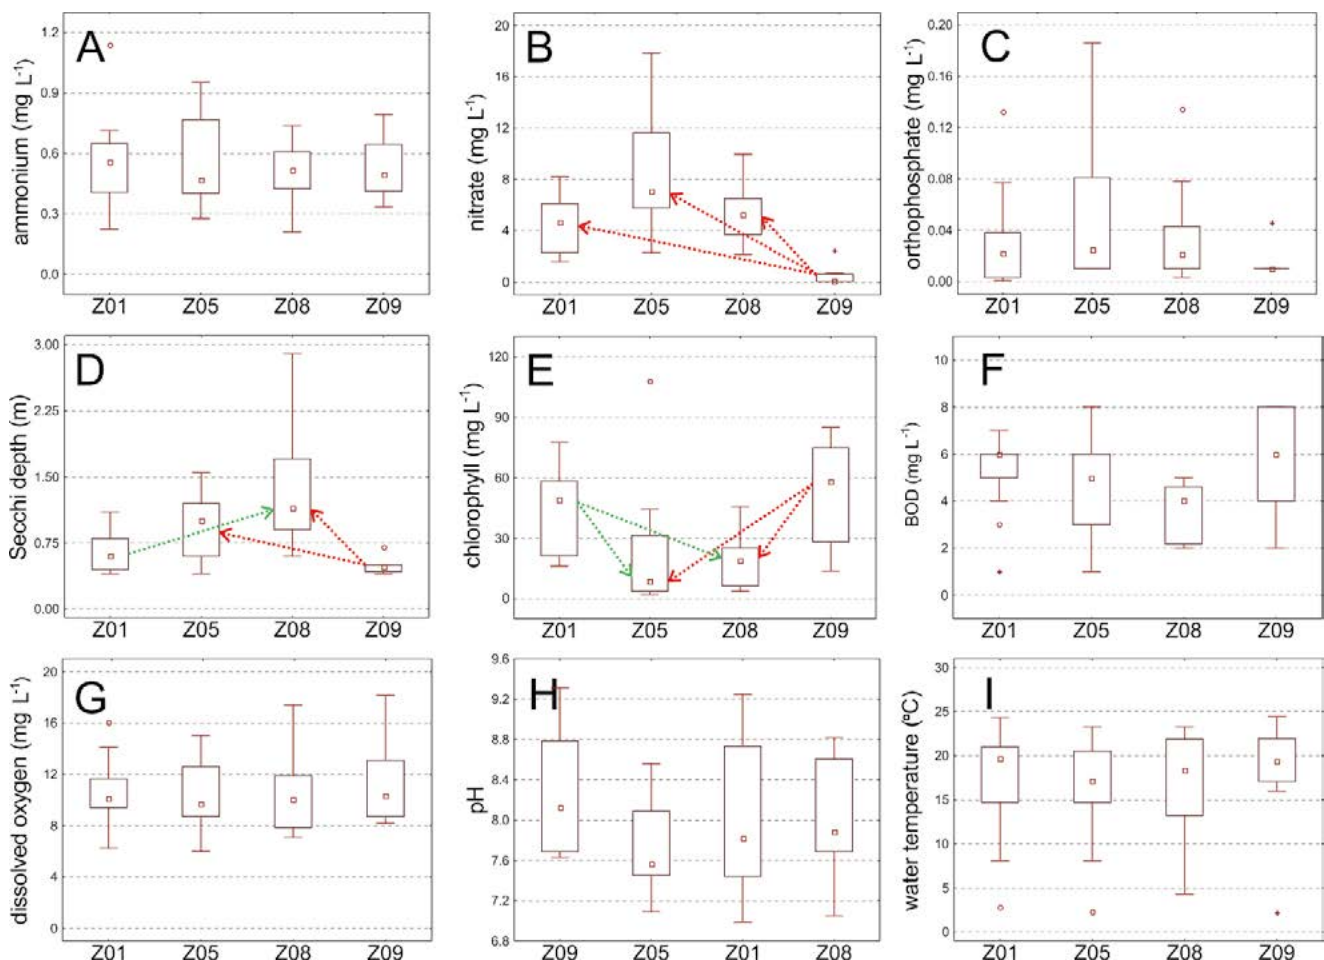 A
ammonium (mg L⁻¹)
1.2
0.9
0.6
0.3
0.0
Z01 Z05 Z08 Z09
B
nitrate (mg L⁻¹)
20
16
12
8
4
0
Z01 Z05 Z08 Z09
C
orthophosphate (mg L⁻¹)
0.20
0.16
0.12
0.08
0.04
0.00
Z01 Z05 Z08 Z09
D
Secchi depth (m)
3.00
2.25
1.50
0.75
0.00
Z01 Z05 Z08 Z09
E
chlorophyll (mg L⁻¹)
120
90
60
30
0
Z01 Z05 Z08 Z09
F
BOD (mg L⁻¹)
10
8
6
4
2
0
Z01 Z05 Z08 Z09
G
dissolved oxygen (mg L⁻¹)
20
16
12
8
4
0
Z01 Z05 Z08 Z09
H
pH
9.6
9.2
8.8
8.4
8.0
7.6
7.2
6.8
Z09 Z05 Z01 Z08
I
water temperature (ºC)
30
25
20
15
10
5
0
Z01 Z05 Z08 Z09